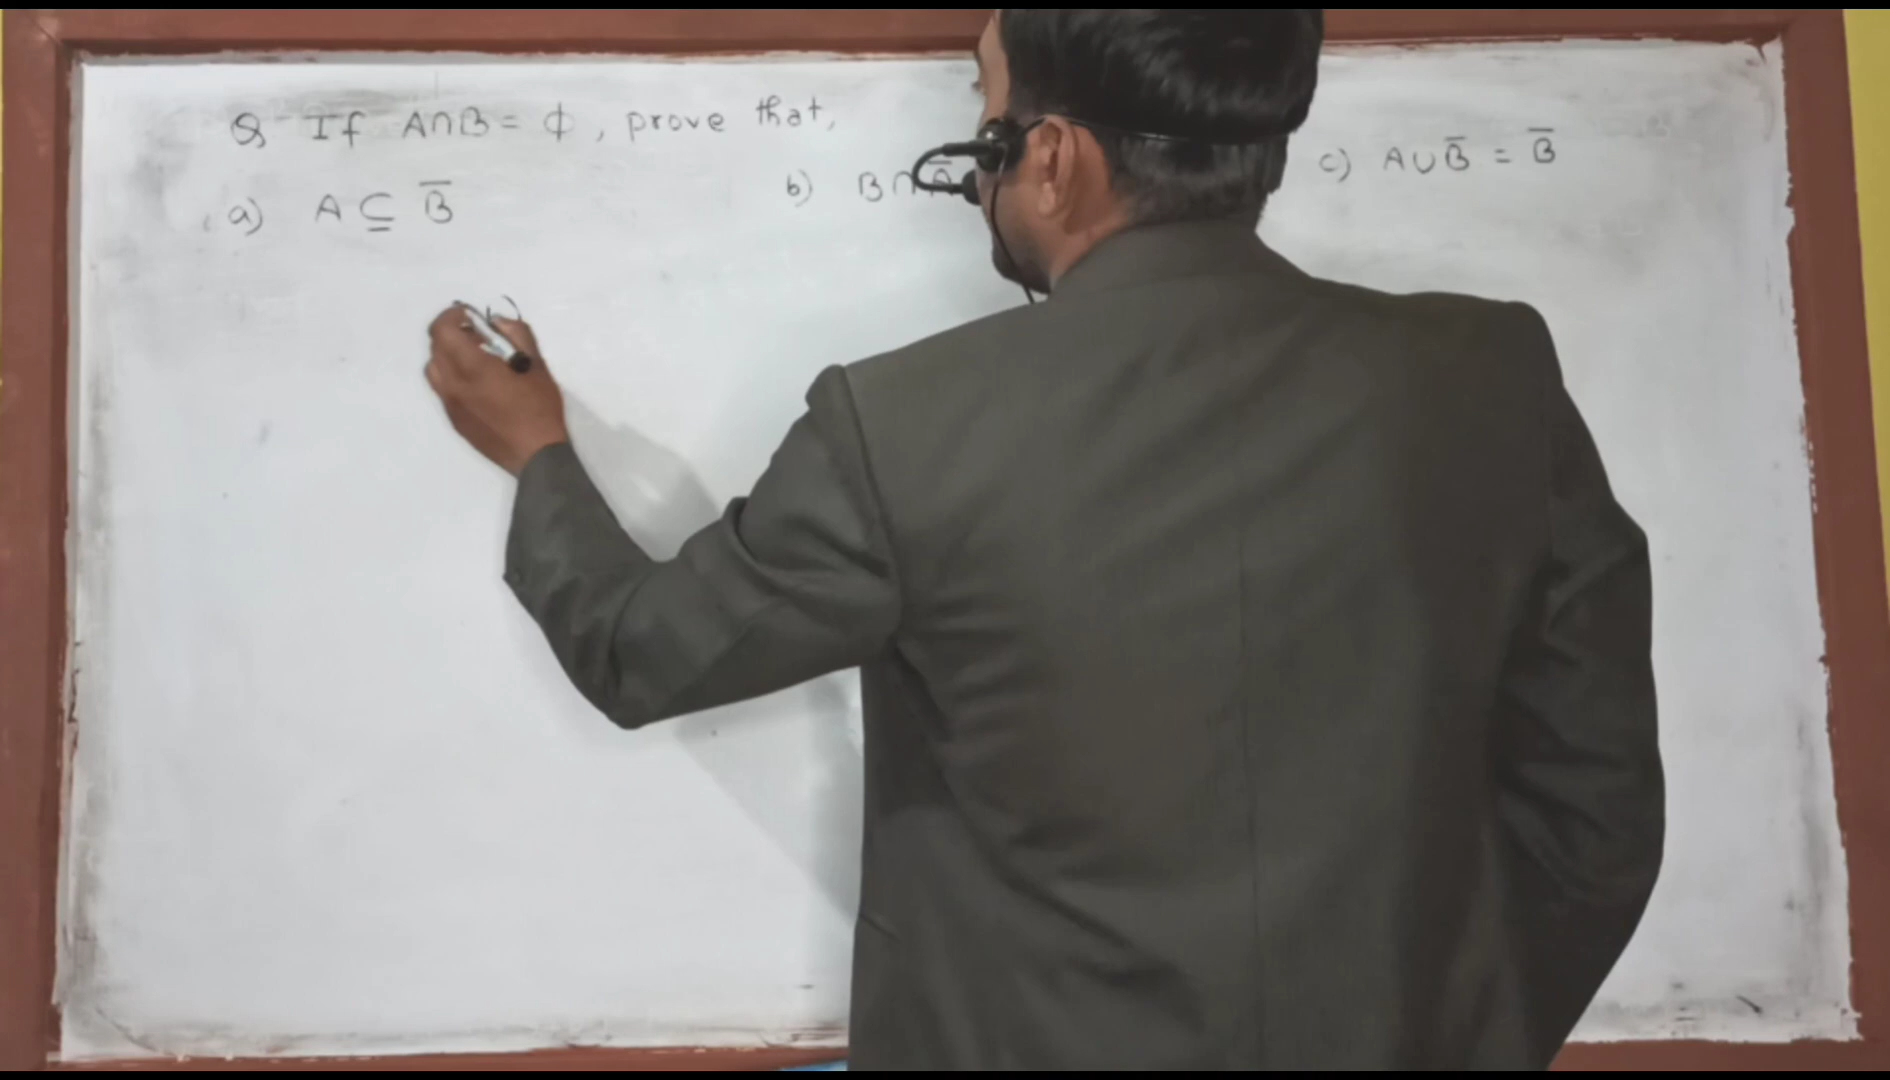 Q If A∩B = ϕ, prove that,
a) A ⊆ B̅ b) B∩A̅ c) A∪B̅ = B̅